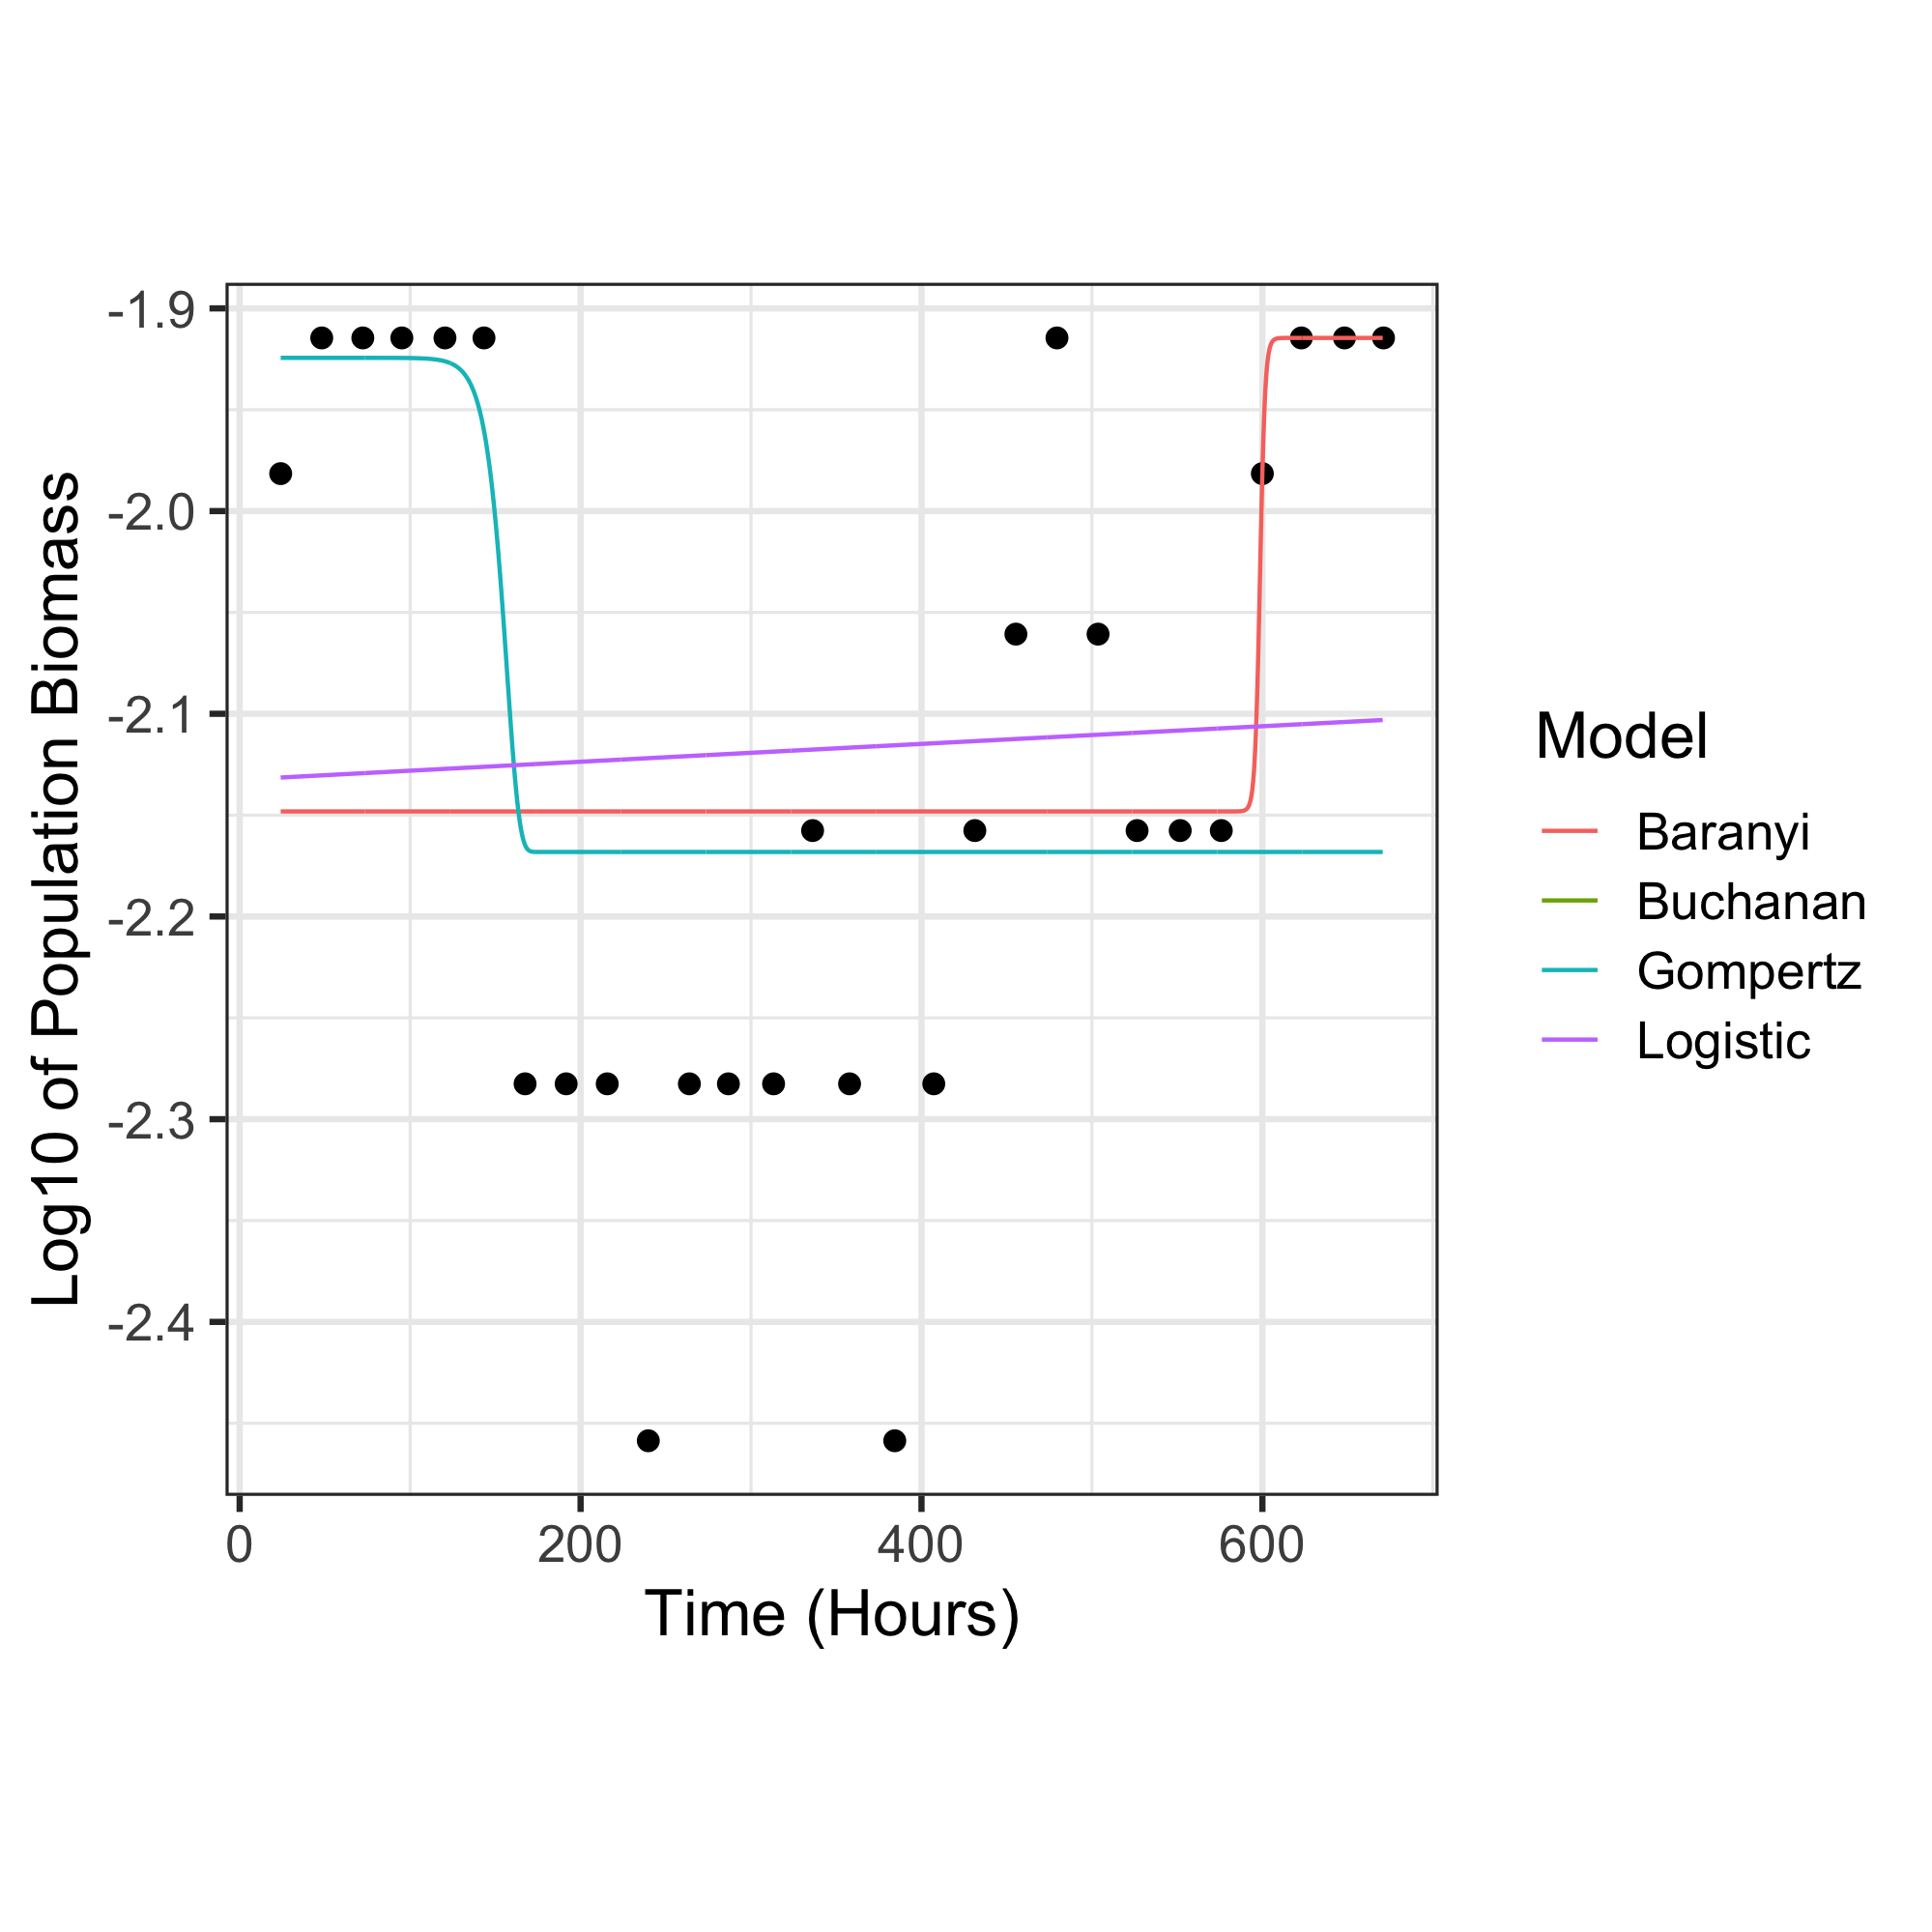 Log10 of Population Biomass
-1.9
-2.0
-2.1
-2.2
-2.3
-2.4
0 200 400 600
Time (Hours)
Model
Baranyi
Buchanan
Gompertz
Logistic